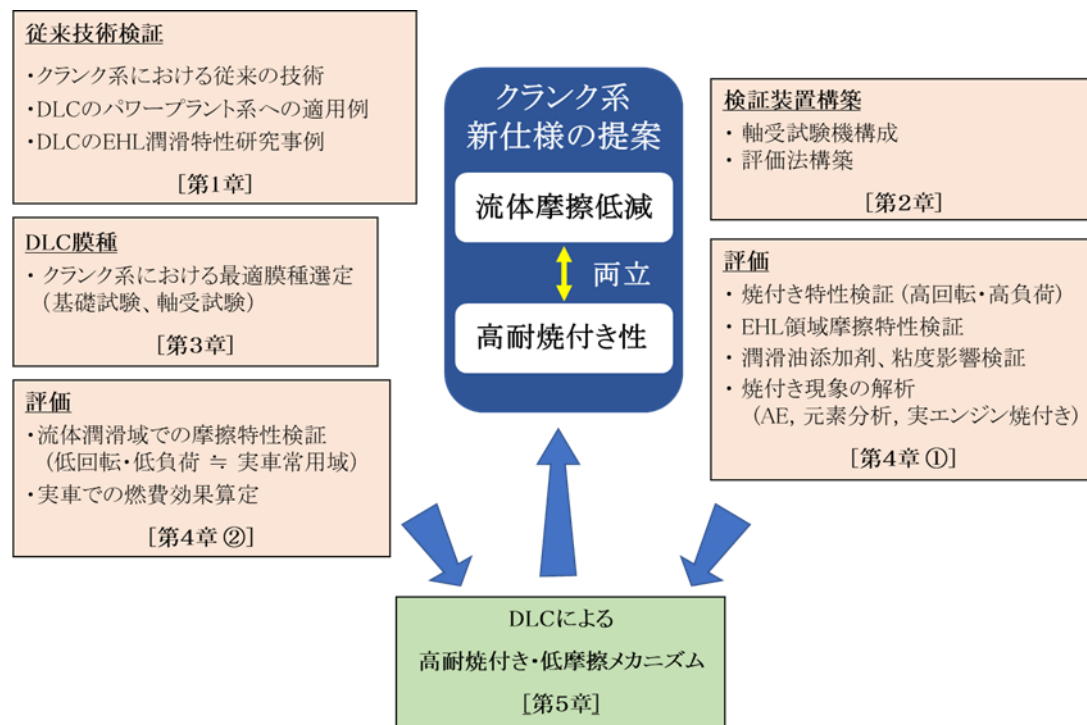 従来技術検証
・クランク系における従来の技術
・DLCのパワープラント系への適用例
・DLCのEHL潤滑特性研究事例
[第1章]
DLC膜種
・クランク系における最適膜種選定
(基礎試験、軸受試験)
[第3章]
評価
・流体潤滑域での摩擦特性検証
(低回転・低負荷 ≒ 実車常用域)
・実車での燃費効果算定
[第4章 ②]
クランク系
新仕様の提案
流体摩擦低減
両立
高耐焼付き性
検証装置構築
・軸受試験機構成
・評価法構築
[第2章]
評価
・焼付き特性検証 (高回転・高負荷)
・EHL領域摩擦特性検証
・潤滑油添加剤、粘度影響検証
・焼付き現象の解析
(AE, 元素分析, 実エンジン焼付き)
[第4章 ①]
DLCによる
高耐焼付き・低摩擦メカニズム
[第5章]